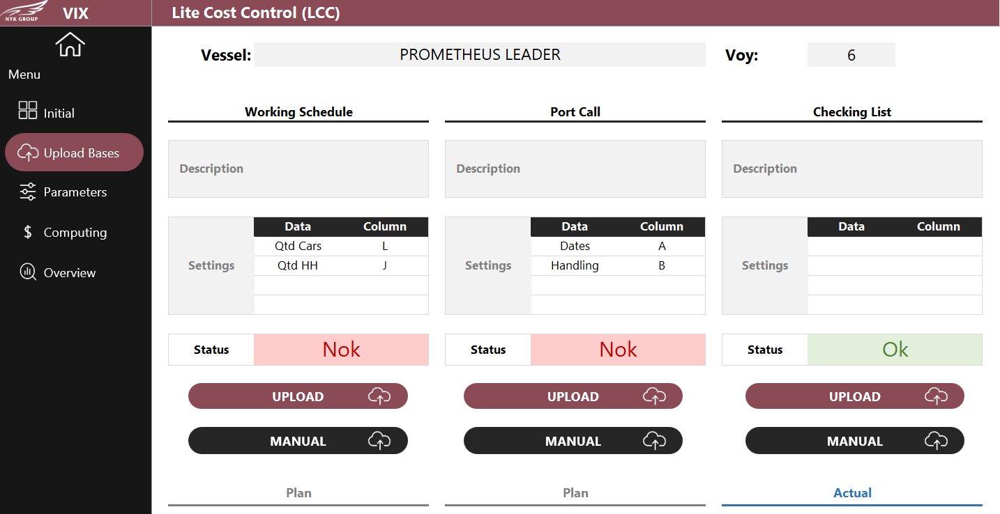 NYK GROUP
VIX
Lite Cost Control (LCC)
Menu
Initial
Upload Bases
Parameters
Computing
Overview
Vessel: PROMETHEUS LEADER Voy: 6
Working Schedule
Description
Settings
Data Column
Qtd Cars L
Qtd HH J
Status Nok
UPLOAD
MANUAL
Plan
Port Call
Description
Settings
Data Column
Dates A
Handling B
Status Nok
UPLOAD
MANUAL
Plan
Checking List
Description
Settings
Data Column
Status Ok
UPLOAD
MANUAL
Actual